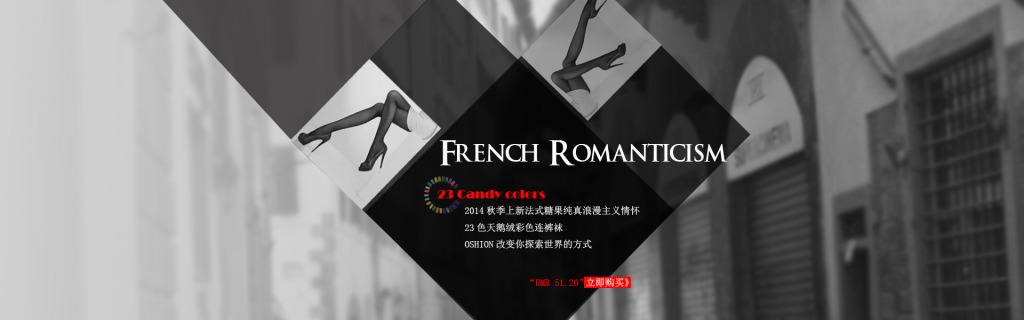 FRENCH ROMANTICISM
23 Candy colors
2014 秋季上新法式糖果纯真浪漫主义情怀
23 色天鹅绒彩色连裤袜
OSHION 改变你探索世界的方式
“RMB 51.20” 立即购买》